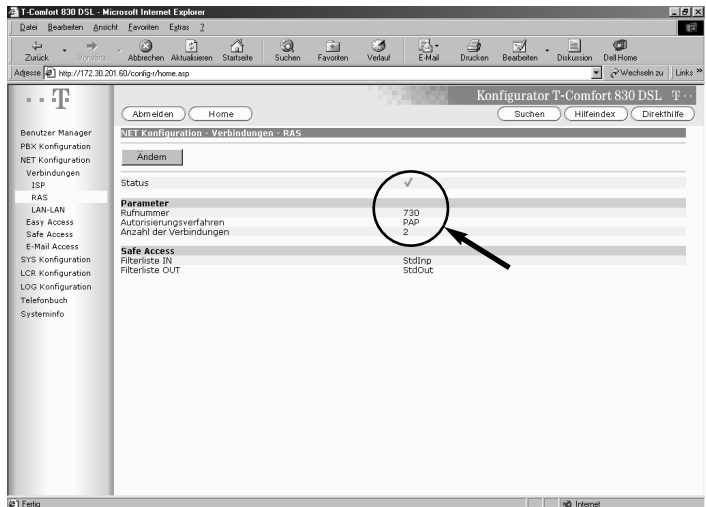 T-Comfort 830 DSL - Microsoft Internet Explorer
Datei Bearbeiten Ansicht Favoriten Extras ?
Zurück Vorwärts Abbrechen Aktualisieren Startseite Suchen Favoriten Verlauf E-Mail Drucken Bearbeiten Diskussion Dell Home
Adresse http://172.30.201.60/config-r/home.asp Wechseln zu Links »
Konfigurator T-Comfort 830 DSL T
Abmelden Home Suchen Hilfeindex Direkthilfe
Benutzer Manager
PBX Konfiguration
NET Konfiguration
Verbindungen
ISP
RAS
LAN-LAN
Easy Access
Safe Access
E-Mail Access
SYS Konfiguration
LCR Konfiguration
LOG Konfiguration
Telefonbuch
Systeminfo
NET Konfiguration - Verbindungen - RAS
Ändern
Status
Parameter
Rufnummer 730
Autorisierungsverfahren PAP
Anzahl der Verbindungen 2
Safe Access
Filterliste IN StdInp
Filterliste OUT StdOut
Fertig Internet